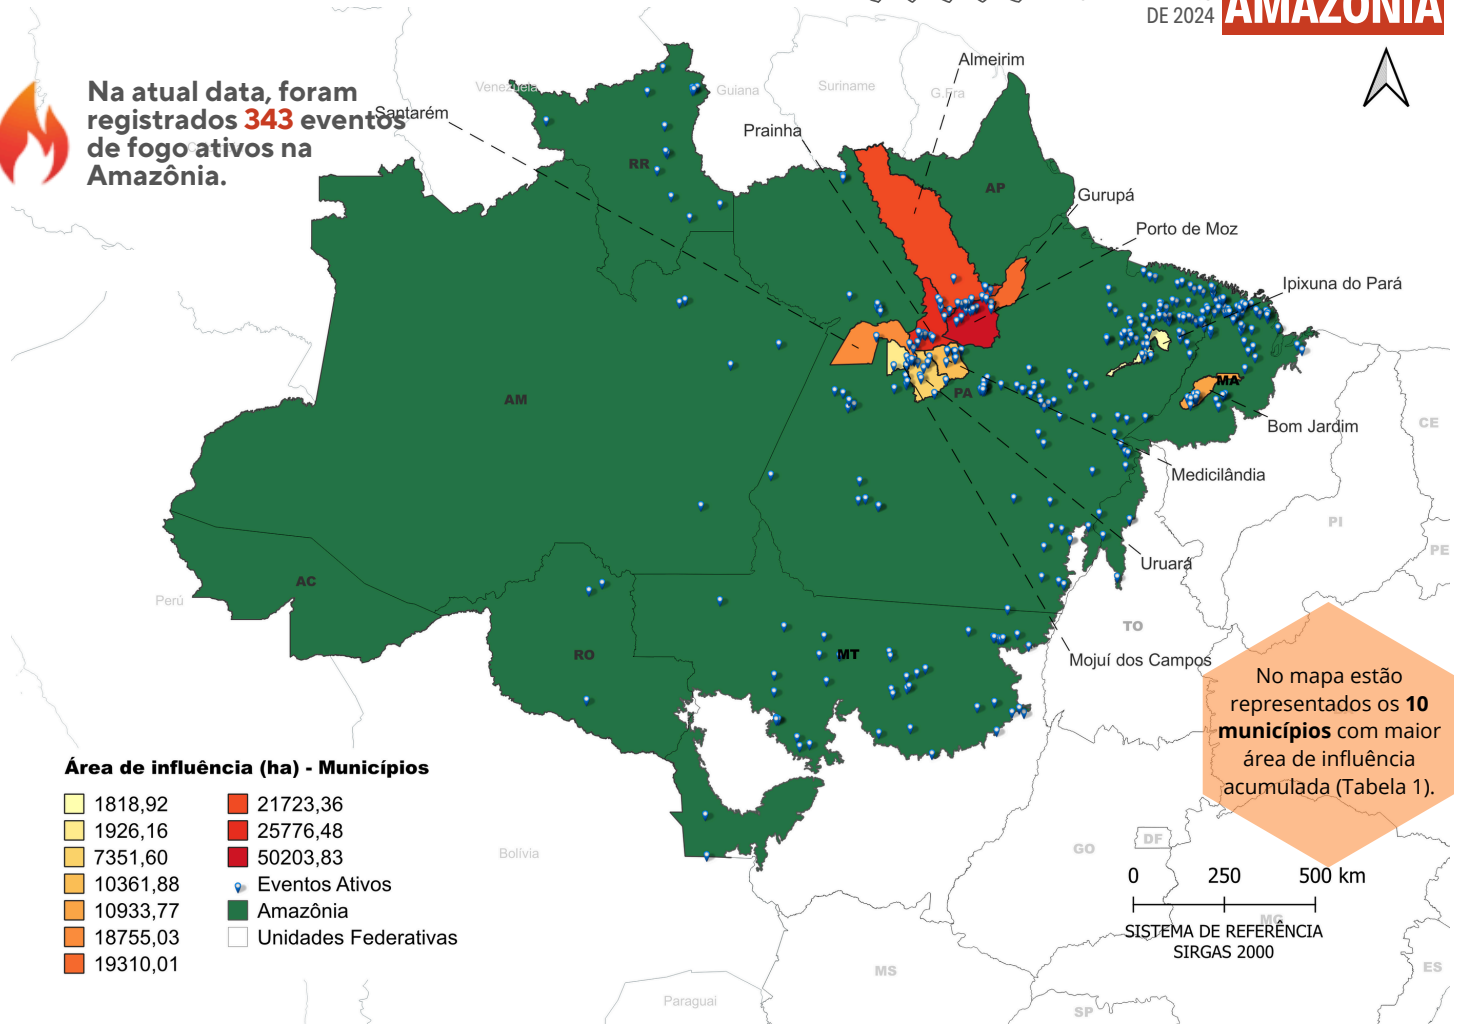 DE 2024
AMAZÔNIA
Na atual data, foram
registrados 343 eventos
de fogo ativos na
Amazônia.
Santarém
Venezuela
Guiana
Suriname
G.Fra
Almeirim
Prainha
RR
AP
Gurupá
Porto de Moz
Ipixuna do Pará
AM
PA
MA
Bom Jardim
CE
Medicilândia
PI
PE
Uruará
AC
Perú
RO
MT
TO
Mojuí dos Campos
No mapa estão
representados os 10
municípios com maior
área de influência
acumulada (Tabela 1).
Área de influência (ha) - Municípios
1818,92
1926,16
7351,60
10361,88
10933,77
18755,03
19310,01
21723,36
25776,48
50203,83
Eventos Ativos
Amazônia
Unidades Federativas
Bolívia
GO
DF
0 250 500 km
MG
SISTEMA DE REFERÊNCIA
SIRGAS 2000
MS
ES
Paraguai
SP